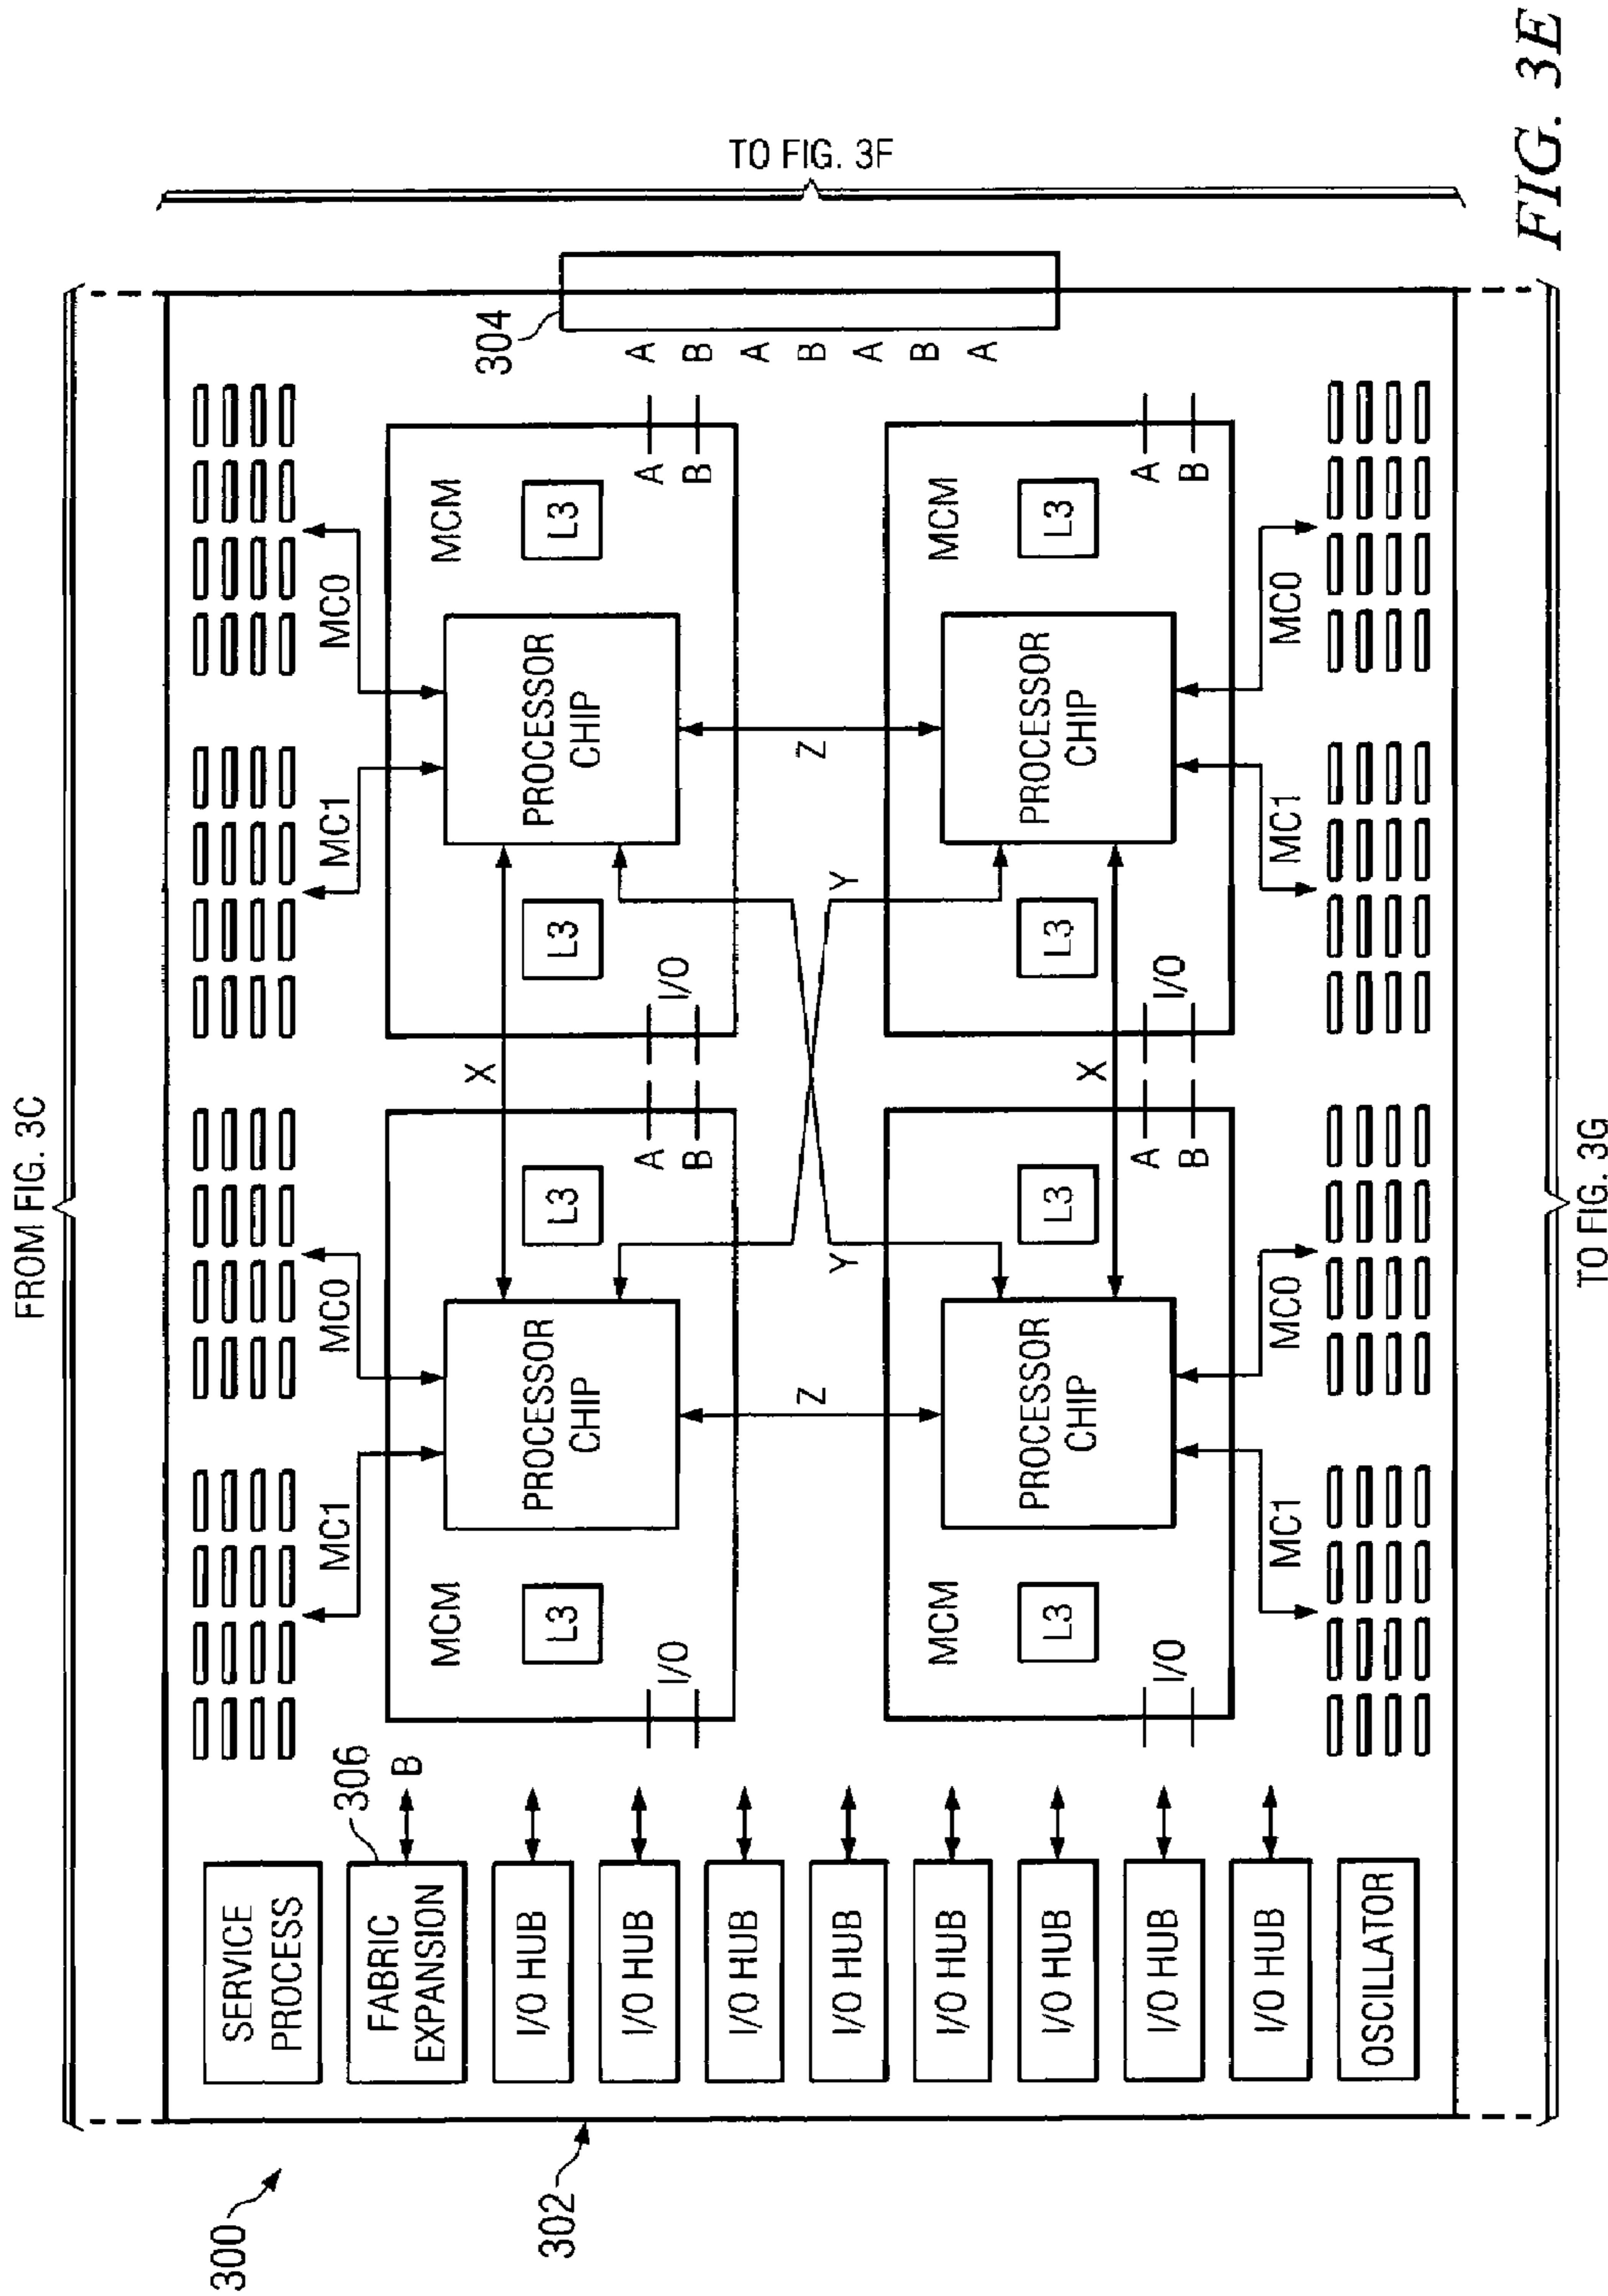 FROM FIG. 3C
TO FIG. 3F
300
302
304
306
SERVICE
PROCESS
FABRIC
EXPANSION
B
I/O HUB
I/O HUB
I/O HUB
I/O HUB
I/O HUB
I/O HUB
I/O HUB
I/O HUB
OSCILLATOR
MC1
MC0
MC1
MC0
MCM
L3
PROCESSOR
CHIP
L3
I/O
A
B
X
MCM
L3
PROCESSOR
CHIP
L3
I/O
A
B
Z
Y
Y
Z
A
B
A
B
A
B
A
MCM
L3
PROCESSOR
CHIP
L3
I/O
A
B
X
MCM
L3
PROCESSOR
CHIP
L3
I/O
A
B
MC1
MC0
MC1
MC0
TO FIG. 3G
FIG. 3E